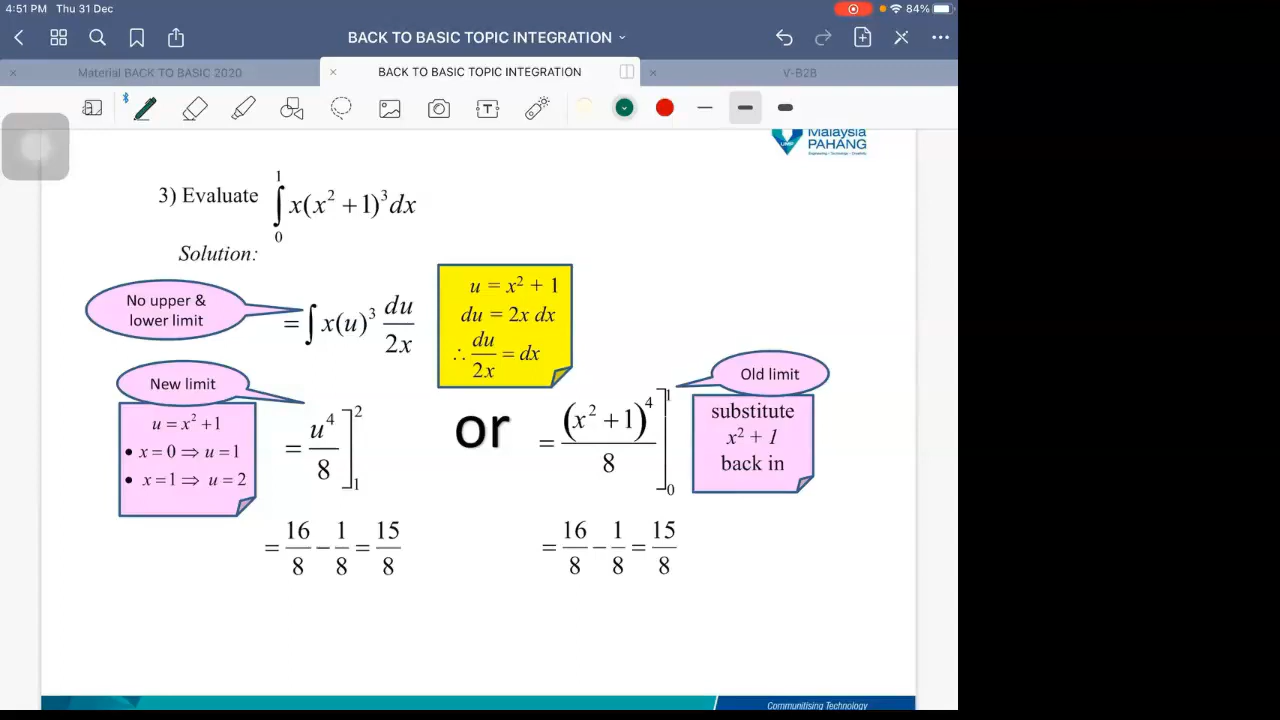 4:51 PM Thu 31 Dec
84%
BACK TO BASIC TOPIC INTEGRATION
Material BACK TO BASIC 2020
BACK TO BASIC TOPIC INTEGRATION
V-B2B
T
Malaysia
PAHANG
UMP
3) Evaluate ∫₀¹ x(x² + 1)³ dx
Solution:
No upper &
lower limit
= ∫ x(u)³ du/2x
u = x² + 1
du = 2x dx
∴ du/2x = dx
New limit
u = x² + 1
• x = 0 ⇒ u = 1
• x = 1 ⇒ u = 2
= u⁴/8 ]₁²
or
= (x² + 1)⁴/8 ]₀¹
Old limit
substitute
x² + 1
back in
= 16/8 − 1/8 = 15/8
= 16/8 − 1/8 = 15/8
Communitising Technology